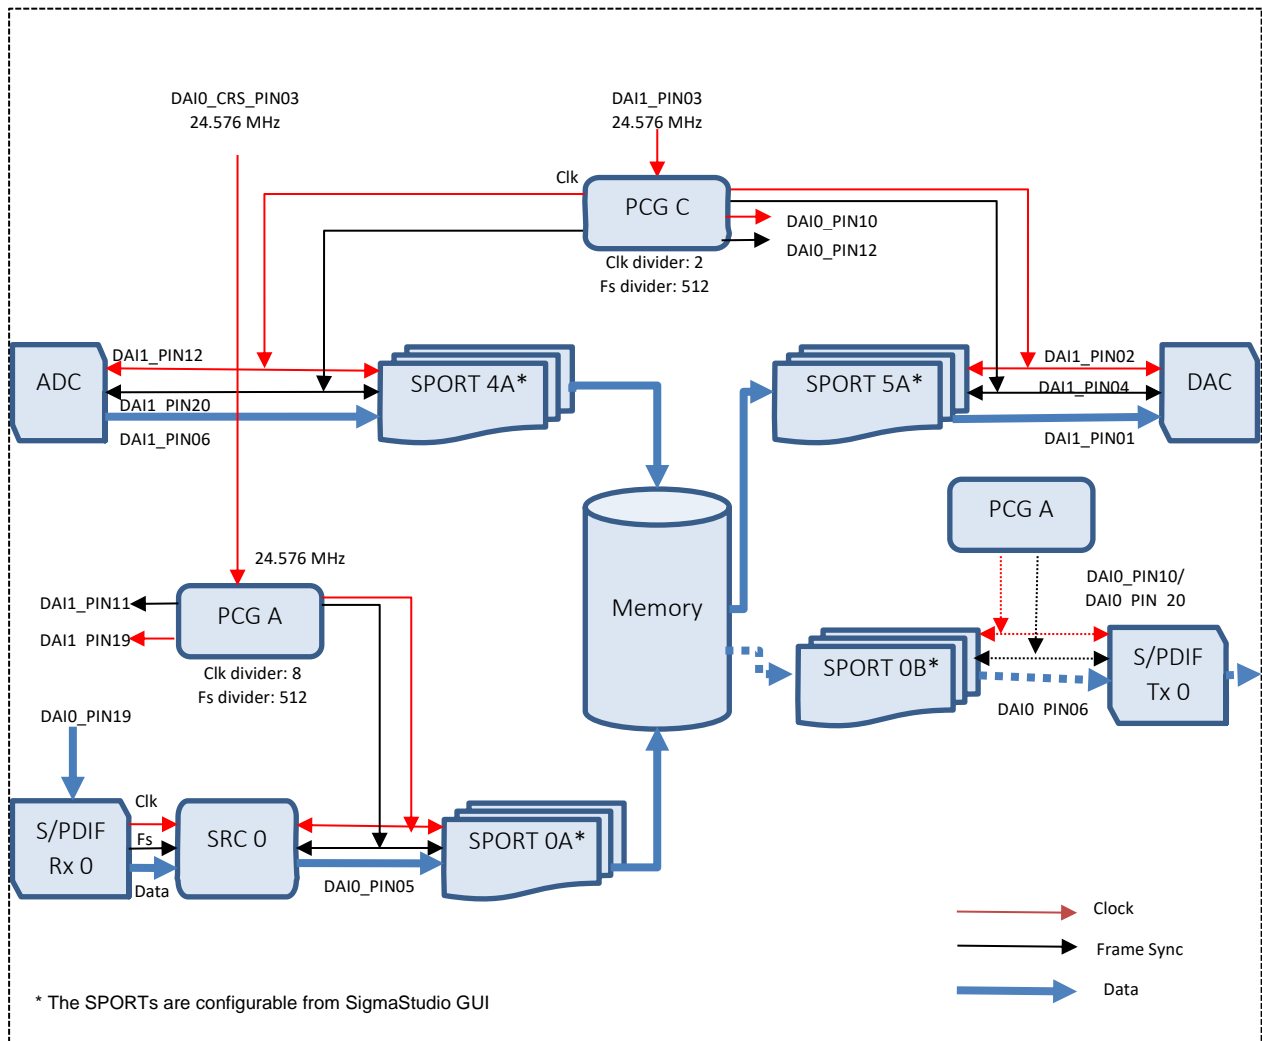 DAI0_CRS_PIN03
24.576 MHz
DAI1_PIN03
24.576 MHz
Clk
PCG C
DAI0_PIN10
DAI0_PIN12
Clk divider: 2
Fs divider: 512
ADC
DAI1_PIN12
DAI1_PIN20
DAI1_PIN06
SPORT 4A*
SPORT 5A*
DAI1_PIN02
DAI1_PIN04
DAI1_PIN01
DAC
PCG A
24.576 MHz
DAI1_PIN11
DAI1_PIN19
PCG A
Clk divider: 8
Fs divider: 512
Memory
DAI0_PIN10/
DAI0_PIN_20
SPORT 0B*
S/PDIF
Tx 0
DAI0_PIN06
DAI0_PIN19
S/PDIF
Rx 0
Clk
Fs
Data
SRC 0
DAI0_PIN05
SPORT 0A*
Clock
Frame Sync
Data
* The SPORTs are configurable from SigmaStudio GUI